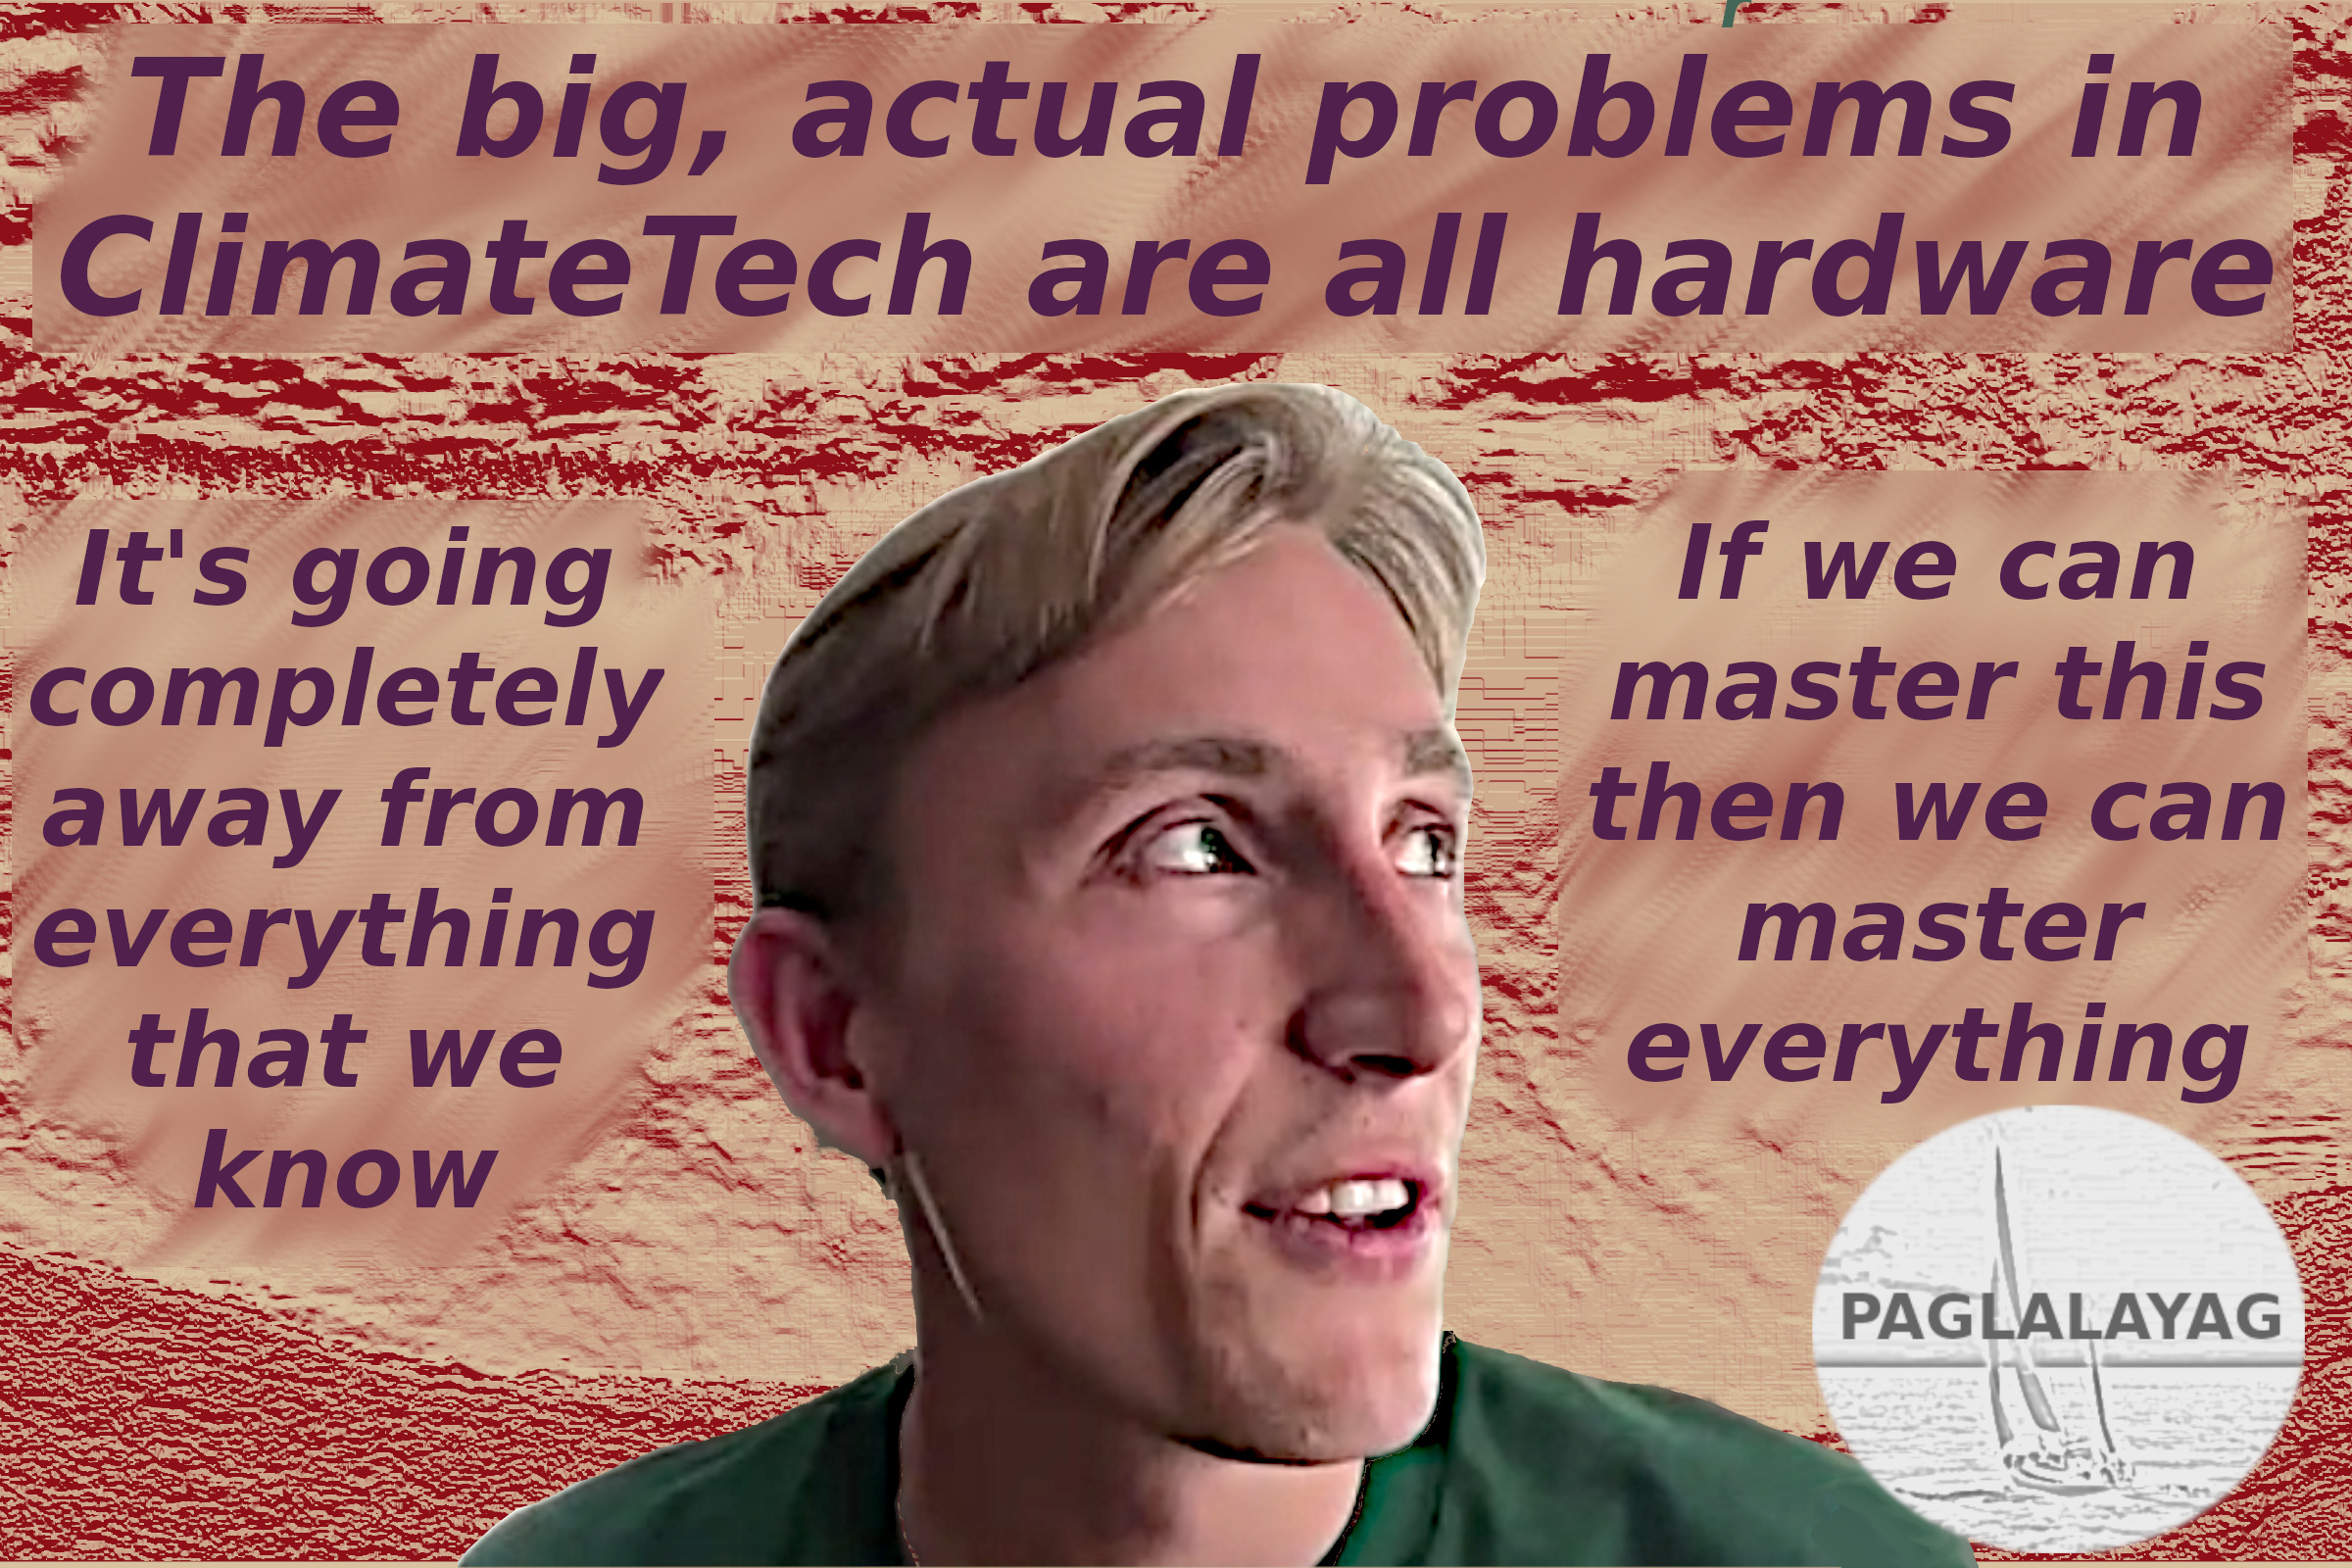 The big, actual problems in
ClimateTech are all hardware
It's going
completely
away from
everything
that we
know
If we can
master this
then we can
master
everything
PAGLALAYAG